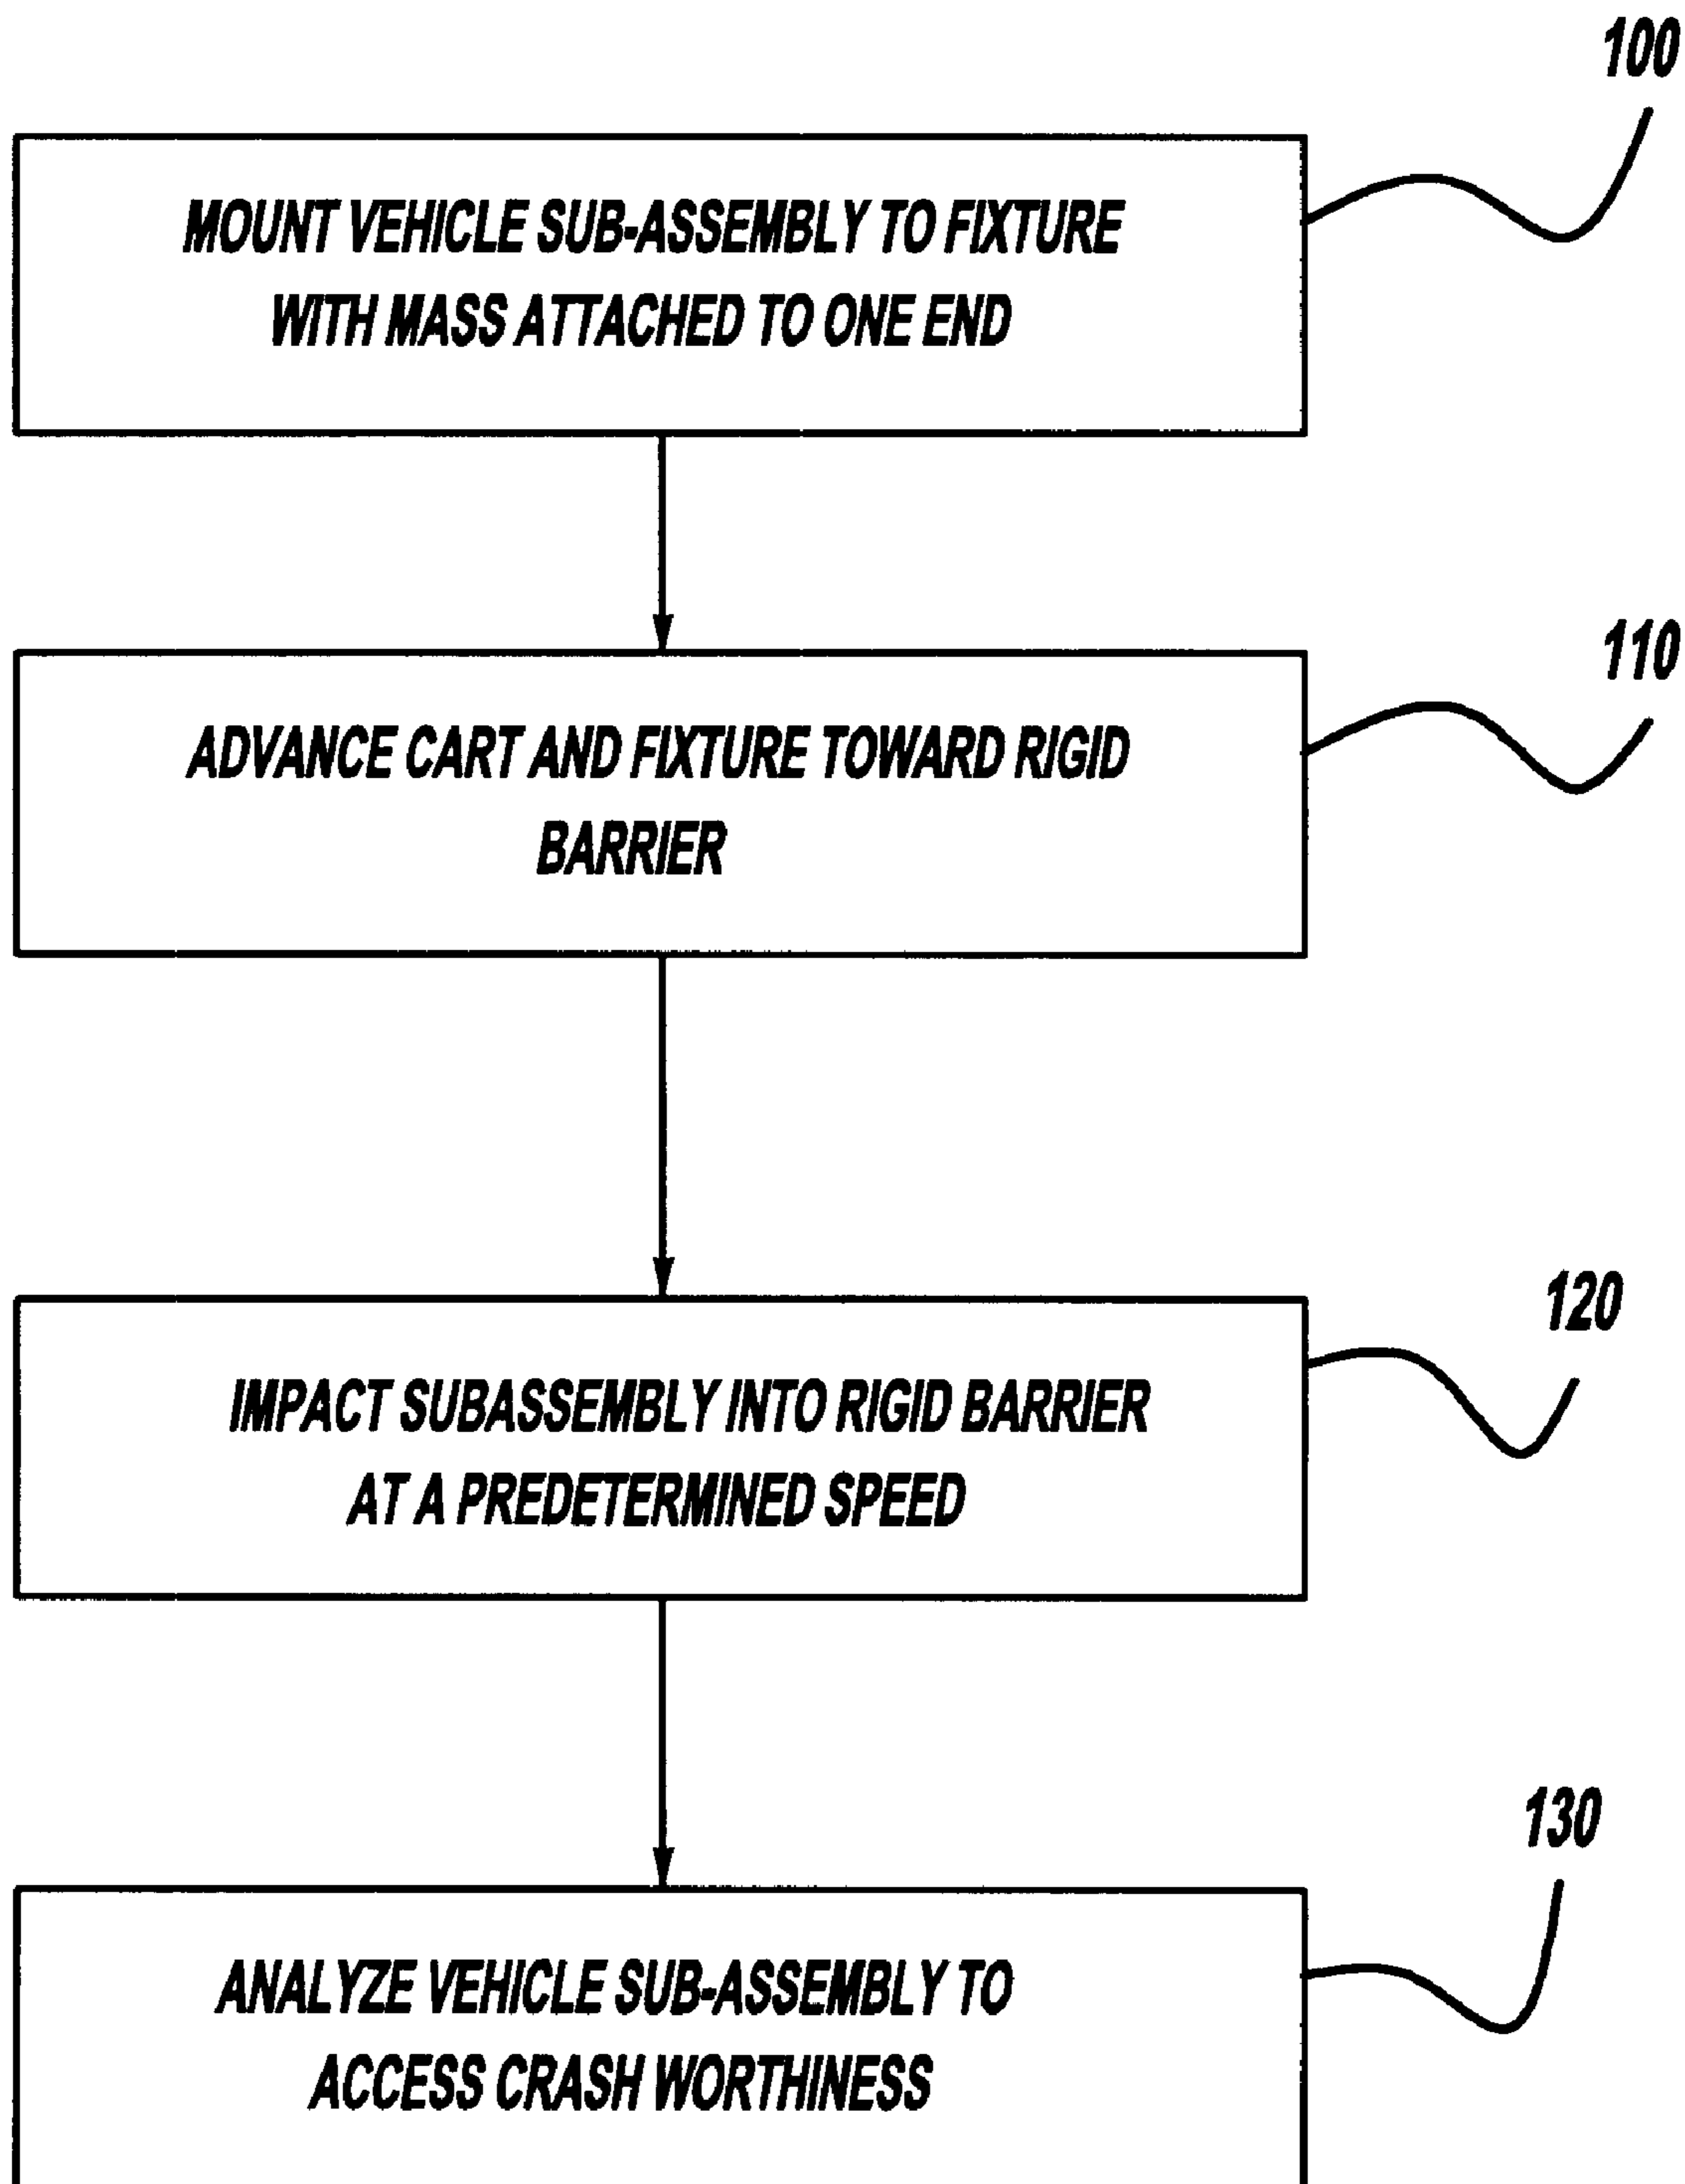 100
MOUNT VEHICLE SUB-ASSEMBLY TO FIXTURE
WITH MASS ATTACHED TO ONE END
110
ADVANCE CART AND FIXTURE TOWARD RIGID
BARRIER
120
IMPACT SUBASSEMBLY INTO RIGID BARRIER
AT A PREDETERMINED SPEED
130
ANALYZE VEHICLE SUB-ASSEMBLY TO
ACCESS CRASH WORTHINESS